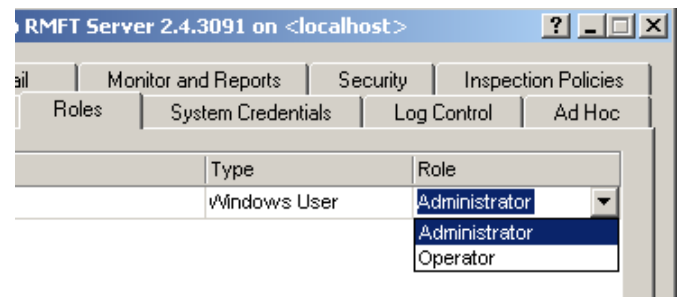 RMFT Server 2.4.3091 on <localhost>
Monitor and Reports Security Inspection Policies
Roles System Credentials Log Control Ad Hoc
Type Role
Windows User Administrator
Administrator
Operator